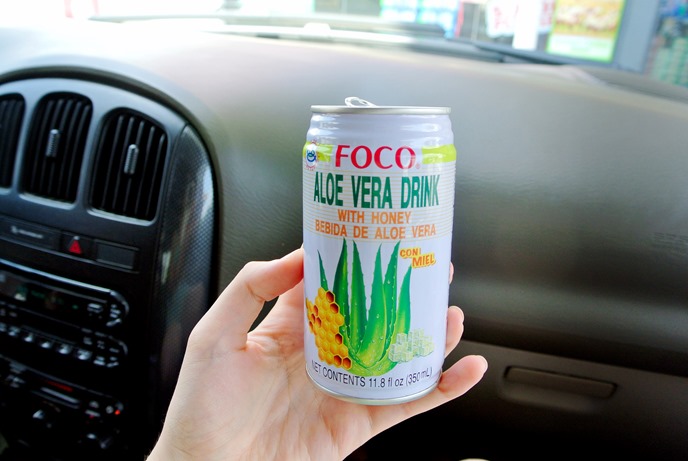 FOCO
ALOE VERA DRINK
WITH HONEY
BEBIDA DE ALOE VERA
CON
MIEL
NET CONTENTS 11.8 fl oz (350 mL)